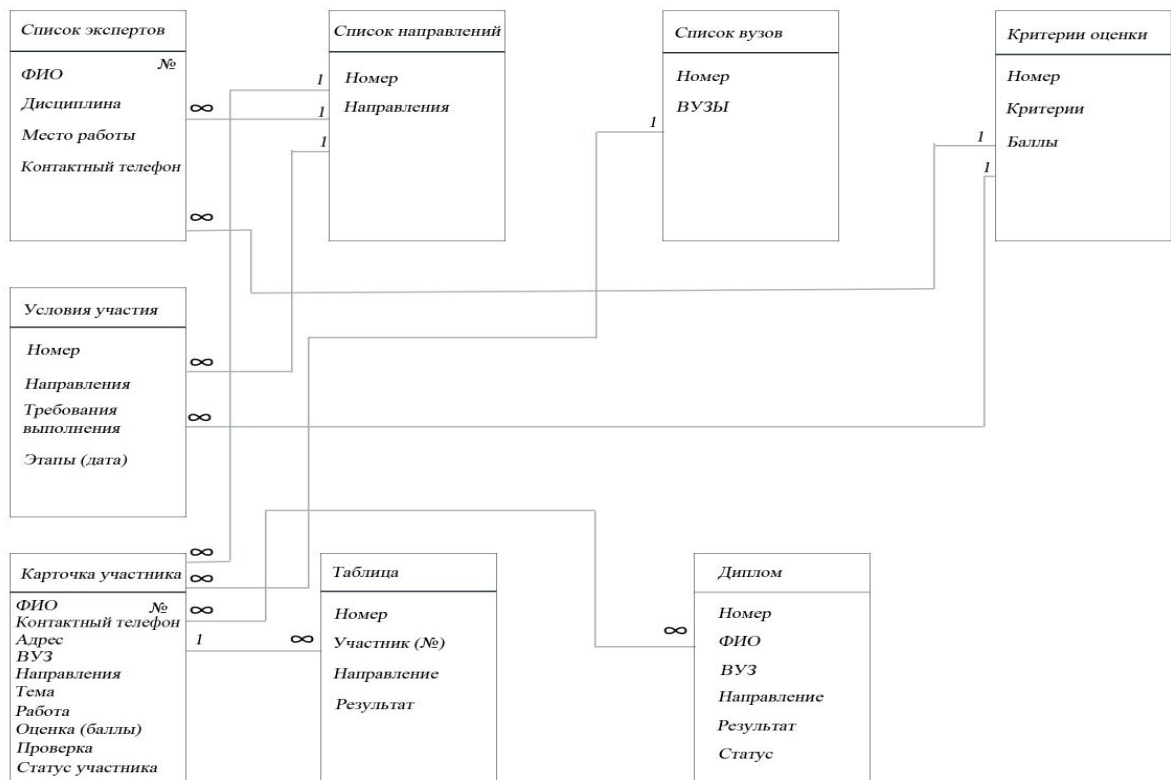 Список экспертов
№
ФИО
Дисциплина
Место работы
Контактный телефон
∞
∞
Список направлений
1
Номер
1
Направления
1
Список вузов
Номер
ВУЗЫ
1
Критерии оценки
Номер
Критерии
1
Баллы
1
Условия участия
Номер
∞
Направления
Требования
выполнения
∞
Этапы (дата)
Карточка участника
∞
∞
ФИО №
∞
Контактный телефон
Адрес
1
ВУЗ
Направления
Тема
Работа
Оценка (баллы)
Проверка
Статус участника
Таблица
Номер
∞
Участник (№)
Направление
Результат
Диплом
Номер
∞
ФИО
ВУЗ
Направление
Результат
Статус